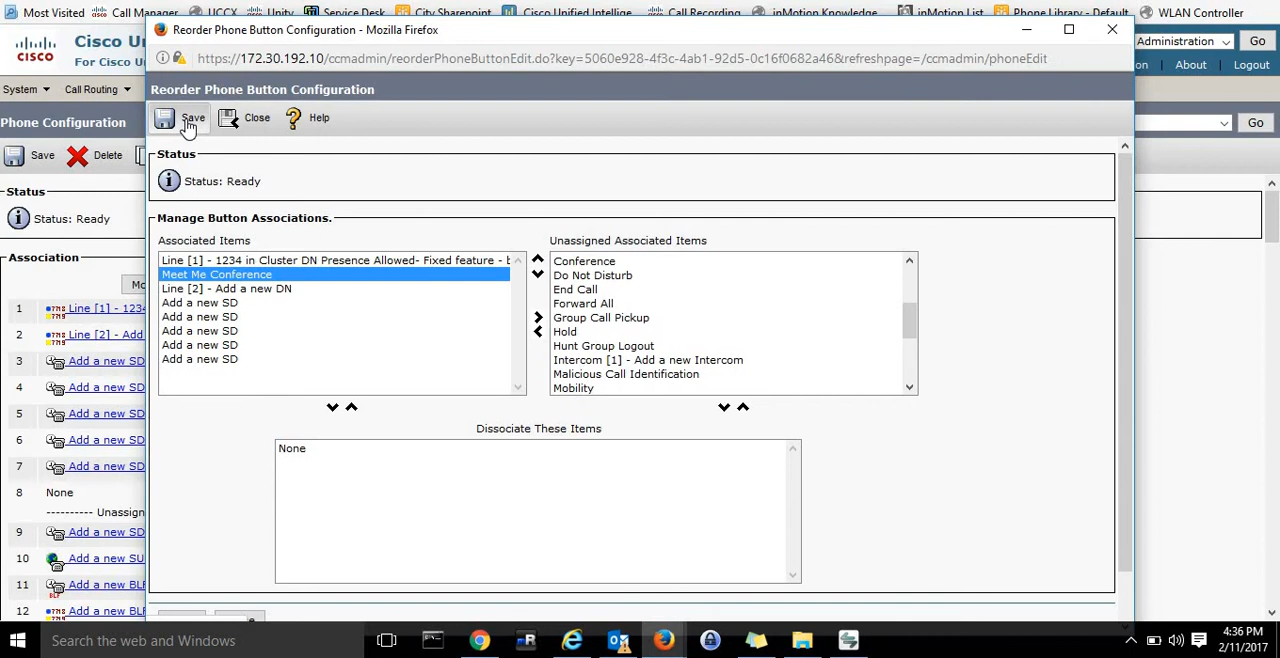 Most Visited
Call Manager
UCCX
Unity
Service Desk
City Sharepoint
Cisco Unified Intellige...
Call Recording
inMotion Knowledge
inMotion List
Phone Library - Default
WLAN Controller
Reorder Phone Button Configuration - Mozilla Firefox
https://172.30.192.10/ccmadmin/reorderPhoneButtonEdit.do?key=5060e928-4f3c-4ab1-92d5-0c16f0682a46&refreshpage=/ccmadmin/phoneEdit
CISCO
Cisco Un
For Cisco Un
Administration
Go
on
About
Logout
System
Call Routing
Reorder Phone Button Configuration
Save
Close
Help
Phone Configuration
Go
Save
Delete
Status
Status: Ready
Association
Mo
1 Line [1] - 1234
2 Line [2] - Add
3 Add a new SD
4 Add a new SD
5 Add a new SD
6 Add a new SD
7 Add a new SD
8 None
---------- Unassign
9 Add a new SD
10 Add a new SU
11 Add a new BLF
12 Add a new BLF
Status
Status: Ready
Manage Button Associations.
Associated Items
Line [1] - 1234 in Cluster DN Presence Allowed- Fixed feature - b
Meet Me Conference
Line [2] - Add a new DN
Add a new SD
Add a new SD
Add a new SD
Add a new SD
Add a new SD
Unassigned Associated Items
Conference
Do Not Disturb
End Call
Forward All
Group Call Pickup
Hold
Hunt Group Logout
Intercom [1] - Add a new Intercom
Malicious Call Identification
Mobility
Dissociate These Items
None
Search the web and Windows
4:36 PM
2/11/2017